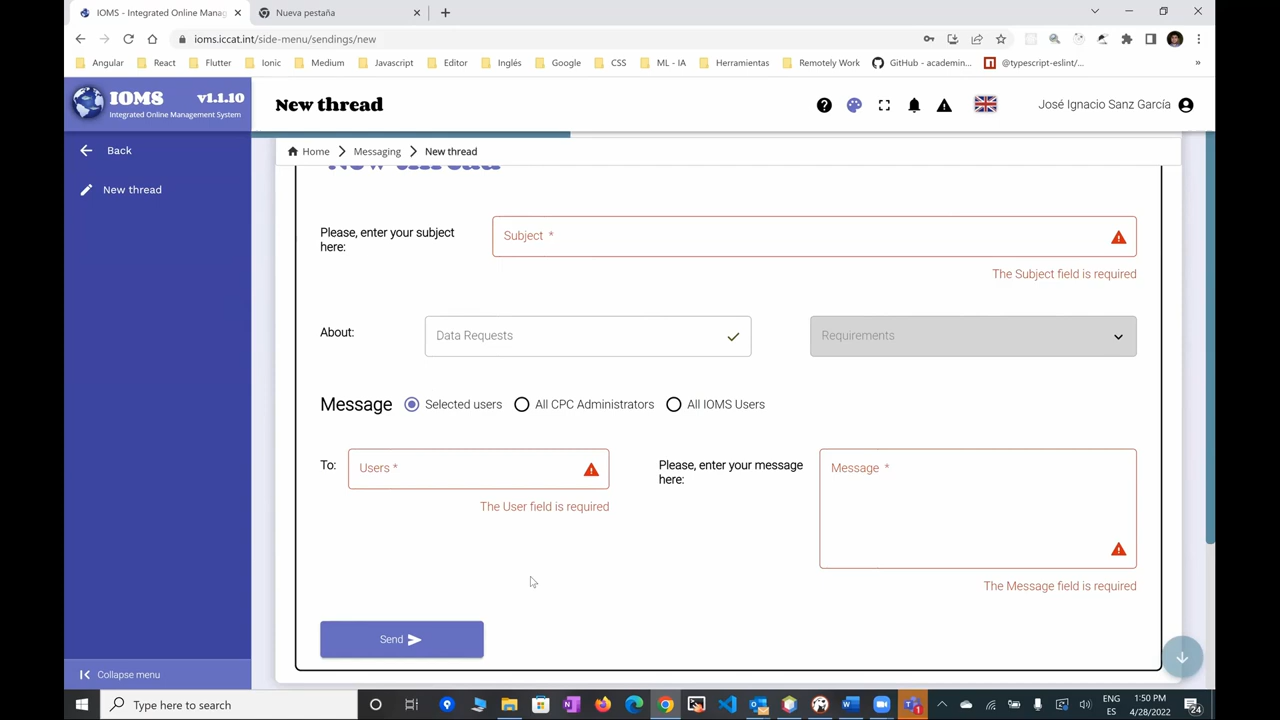 IOMS - Integrated Online Manag
Nueva pestaña
ioms.iccat.int/side-menu/sendings/new
Angular
React
Flutter
Ionic
Medium
Javascript
Editor
Inglés
Google
CSS
ML - IA
Herramientas
Remotely Work
GitHub - academin...
@typescript-eslint/...
»
IOMS v1.1.10
Integrated Online Management System
New thread
José Ignacio Sanz García
Back
New thread
Home
Messaging
New thread
New thread
Please, enter your subject
here:
Subject *
The Subject field is required
About:
Data Requests
Requirements
Message
Selected users
All CPC Administrators
All IOMS Users
To:
Users *
The User field is required
Please, enter your message
here:
Message *
The Message field is required
Send
Collapse menu
Type here to search
ENG
ES
1:50 PM
4/28/2022
24